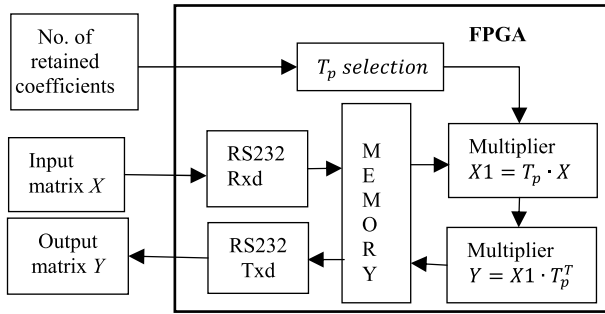 No. of
retained
coefficients
FPGA
T_p selection
Input
matrix X
RS232
Rxd
M
E
M
O
R
Y
Multiplier
X1 = T_p · X
Output
matrix Y
RS232
Txd
Multiplier
Y = X1 · T_p^T